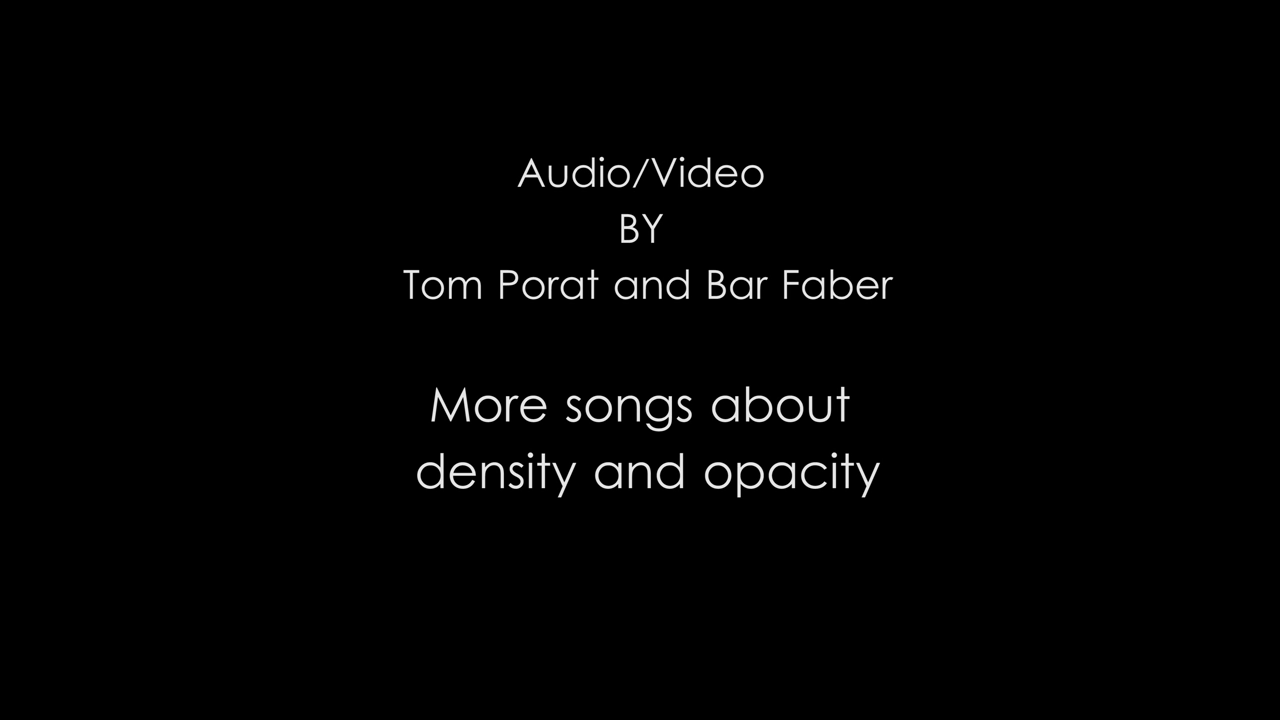 Audio/Video
BY
Tom Porat and Bar Faber
More songs about
density and opacity